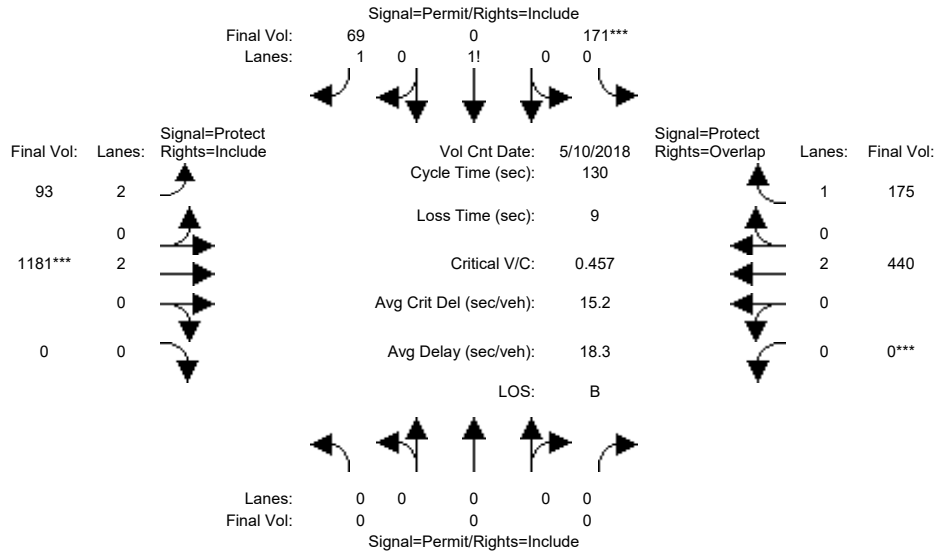 Signal=Permit/Rights=Include
Final Vol: 69 0 171***
Lanes: 1 0 1! 0 0
Signal=Protect Signal=Protect
Final Vol: Lanes: Rights=Include Vol Cnt Date: 5/10/2018 Rights=Overlap Lanes: Final Vol:
Cycle Time (sec): 130
93 2 1 175
Loss Time (sec): 9
0 0
1181*** 2 Critical V/C: 0.457 2 440
0 Avg Crit Del (sec/veh): 15.2 0
0 0 Avg Delay (sec/veh): 18.3 0 0***
LOS: B
Lanes: 0 0 0 0 0
Final Vol: 0 0 0
Signal=Permit/Rights=Include